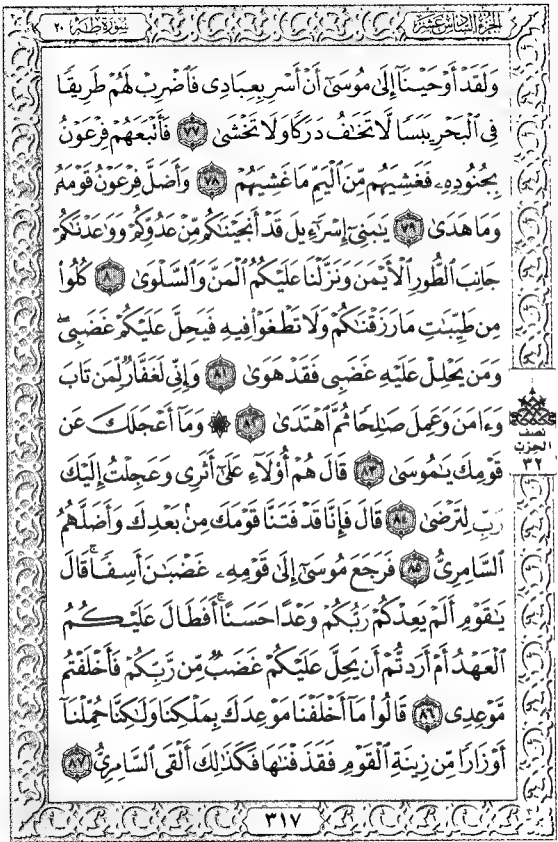 سُورَةُ طه ٢٠
الجزء السادس عشر
وَلَقَدْ أَوْحَيْنَآ إِلَىٰ مُوسَىٰٓ أَنْ أَسْرِ بِعِبَادِى فَٱضْرِبْ لَهُمْ طَرِيقًا
فِى ٱلْبَحْرِ يَبَسًا لَّا تَخَٰفُ دَرَكًا وَلَا تَخْشَىٰ ٧٧ فَأَتْبَعَهُمْ فِرْعَوْنُ
بِجُنُودِهِۦ فَغَشِيَهُم مِّنَ ٱلْيَمِّ مَا غَشِيَهُمْ ٧٨ وَأَضَلَّ فِرْعَوْنُ قَوْمَهُۥ
وَمَا هَدَىٰ ٧٩ يَٰبَنِىٓ إِسْرَٰٓءِيلَ قَدْ أَنجَيْنَٰكُم مِّنْ عَدُوِّكُمْ وَوَٰعَدْنَٰكُمْ
جَانِبَ ٱلطُّورِ ٱلْأَيْمَنَ وَنَزَّلْنَا عَلَيْكُمُ ٱلْمَنَّ وَٱلسَّلْوَىٰ ٨٠ كُلُوا۟
مِن طَيِّبَٰتِ مَا رَزَقْنَٰكُمْ وَلَا تَطْغَوْا۟ فِيهِ فَيَحِلَّ عَلَيْكُمْ غَضَبِى ۖ
وَمَن يَحْلِلْ عَلَيْهِ غَضَبِى فَقَدْ هَوَىٰ ٨١ وَإِنِّى لَغَفَّارٌ لِّمَن تَابَ
وَءَامَنَ وَعَمِلَ صَٰلِحًا ثُمَّ ٱهْتَدَىٰ ٨٢ ۞ وَمَآ أَعْجَلَكَ عَن
قَوْمِكَ يَٰمُوسَىٰ ٨٣ قَالَ هُمْ أُو۟لَآءِ عَلَىٰٓ أَثَرِى وَعَجِلْتُ إِلَيْكَ
رَبِّ لِتَرْضَىٰ ٨٤ قَالَ فَإِنَّا قَدْ فَتَنَّا قَوْمَكَ مِنۢ بَعْدِكَ وَأَضَلَّهُمُ
ٱلسَّامِرِىُّ ٨٥ فَرَجَعَ مُوسَىٰٓ إِلَىٰ قَوْمِهِۦ غَضْبَٰنَ أَسِفًا ۚ قَالَ
يَٰقَوْمِ أَلَمْ يَعِدْكُمْ رَبُّكُمْ وَعْدًا حَسَنًا ۚ أَفَطَالَ عَلَيْكُمُ
ٱلْعَهْدُ أَمْ أَرَدتُّمْ أَن يَحِلَّ عَلَيْكُمْ غَضَبٌ مِّن رَّبِّكُمْ فَأَخْلَفْتُم
مَّوْعِدِى ٨٦ قَالُوا۟ مَآ أَخْلَفْنَا مَوْعِدَكَ بِمَلْكِنَا وَلَٰكِنَّا حُمِّلْنَآ
أَوْزَارًا مِّن زِينَةِ ٱلْقَوْمِ فَقَذَفْنَٰهَا فَكَذَٰلِكَ أَلْقَى ٱلسَّامِرِىُّ ٨٧
نصف
الحزب
٣٢
٣١٧